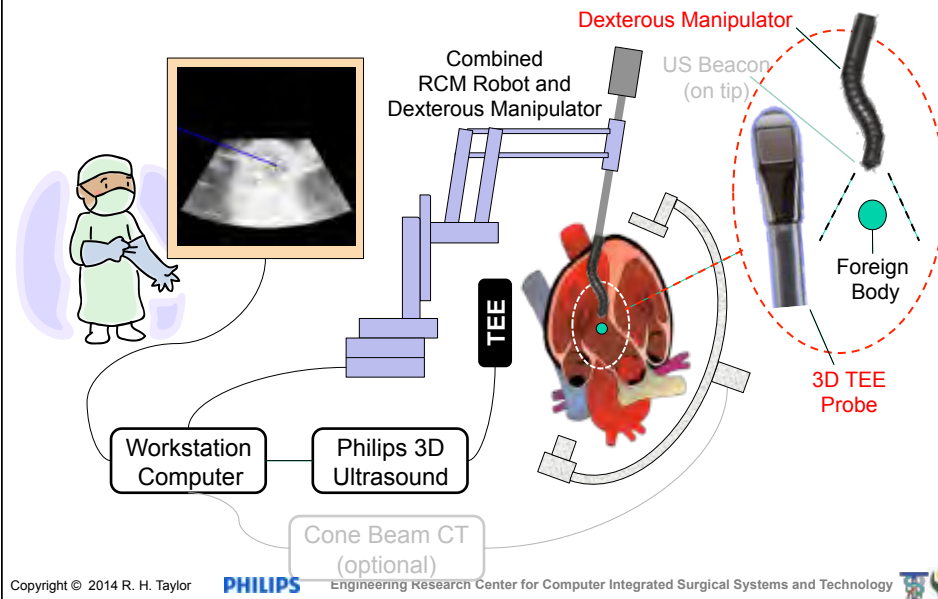 Dexterous Manipulator
US Beacon
(on tip)
Combined
RCM Robot and
Dexterous Manipulator
Foreign
Body
TEE
3D TEE
Probe
Workstation
Computer
Philips 3D
Ultrasound
Cone Beam CT
(optional)
Copyright © 2014 R. H. Taylor
PHILIPS
Engineering Research Center for Computer Integrated Surgical Systems and Technology